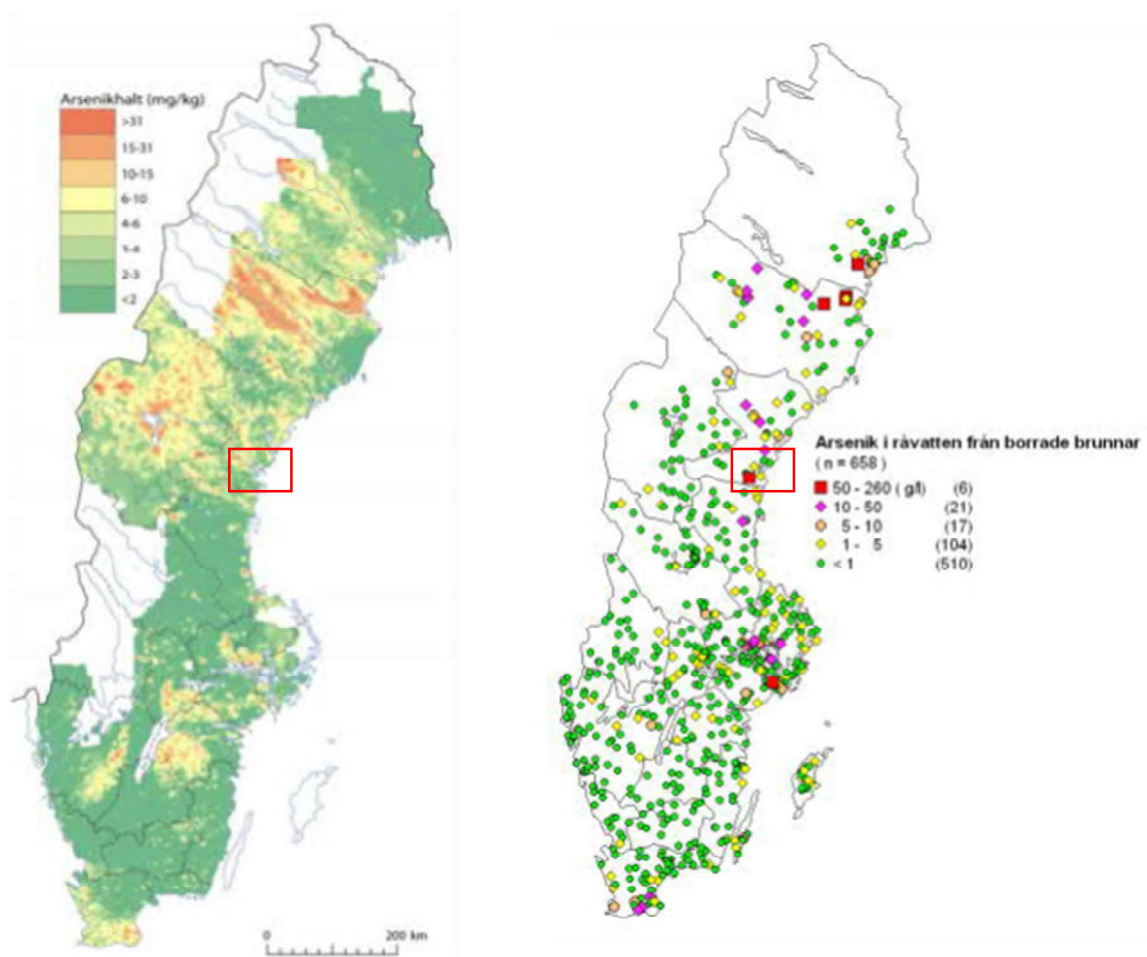 Arsenikhalt (mg/kg)
>31
15-31
10-15
6-10
4-6
3-4
2-3
<2
0 200 km
Arsenik i råvatten från borrade brunnar
( n = 658 )
50 - 260 ( g/l) (6)
10 - 50 (21)
5 - 10 (17)
1 - 5 (104)
< 1 (510)